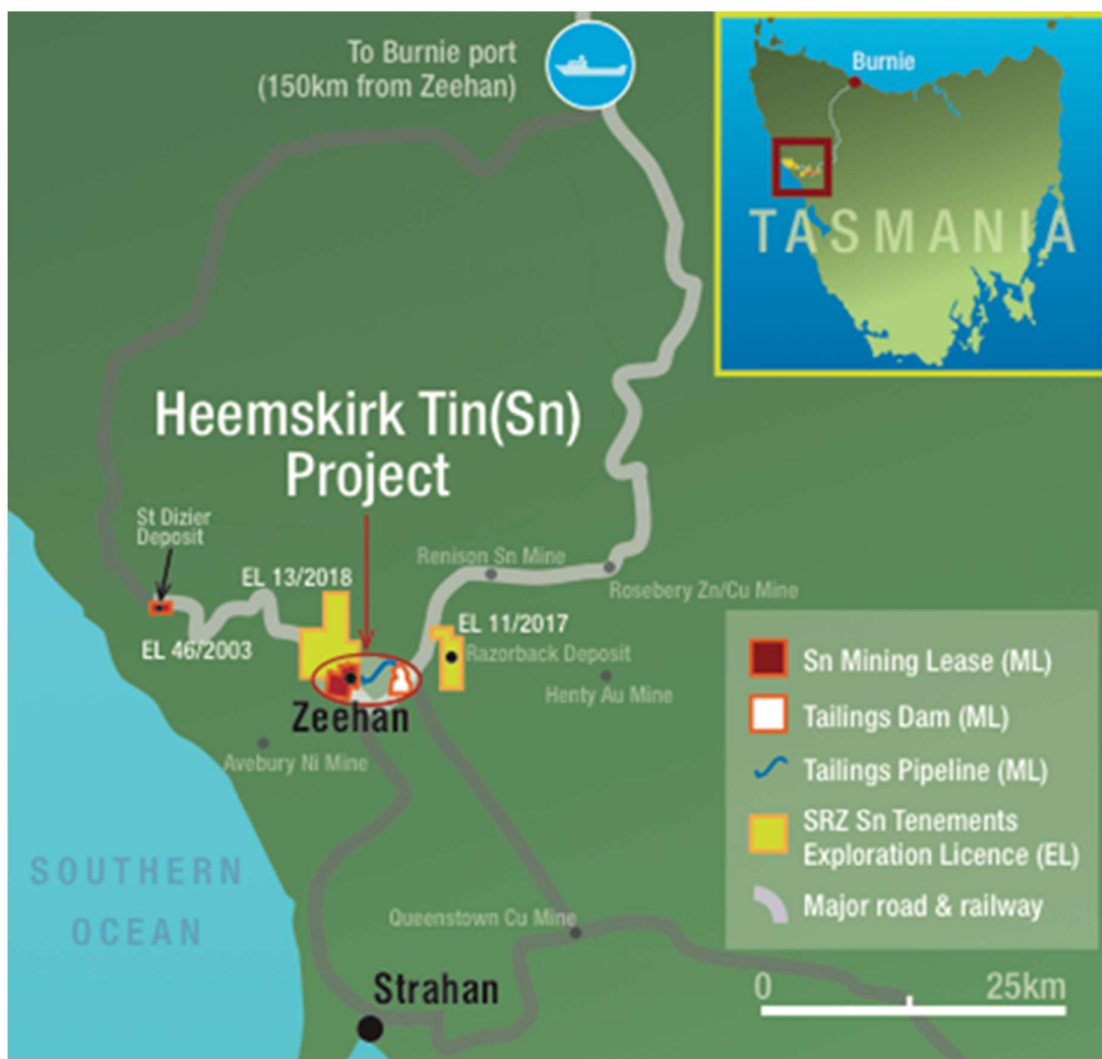 To Burnie port
(150km from Zeehan)
Burnie
TASMANIA
Heemskirk Tin(Sn)
Project
St Dizier
Deposit
EL 13/2018
Renison Sn Mine
Rosebery Zn/Cu Mine
EL 46/2003
EL 11/2017
Razorback Deposit
Henty Au Mine
Zeehan
Avebury Ni Mine
Sn Mining Lease (ML)
Tailings Dam (ML)
Tailings Pipeline (ML)
SRZ Sn Tenements
Exploration Licence (EL)
Major road & railway
SOUTHERN
OCEAN
Queenstown Cu Mine
Strahan
0 25km